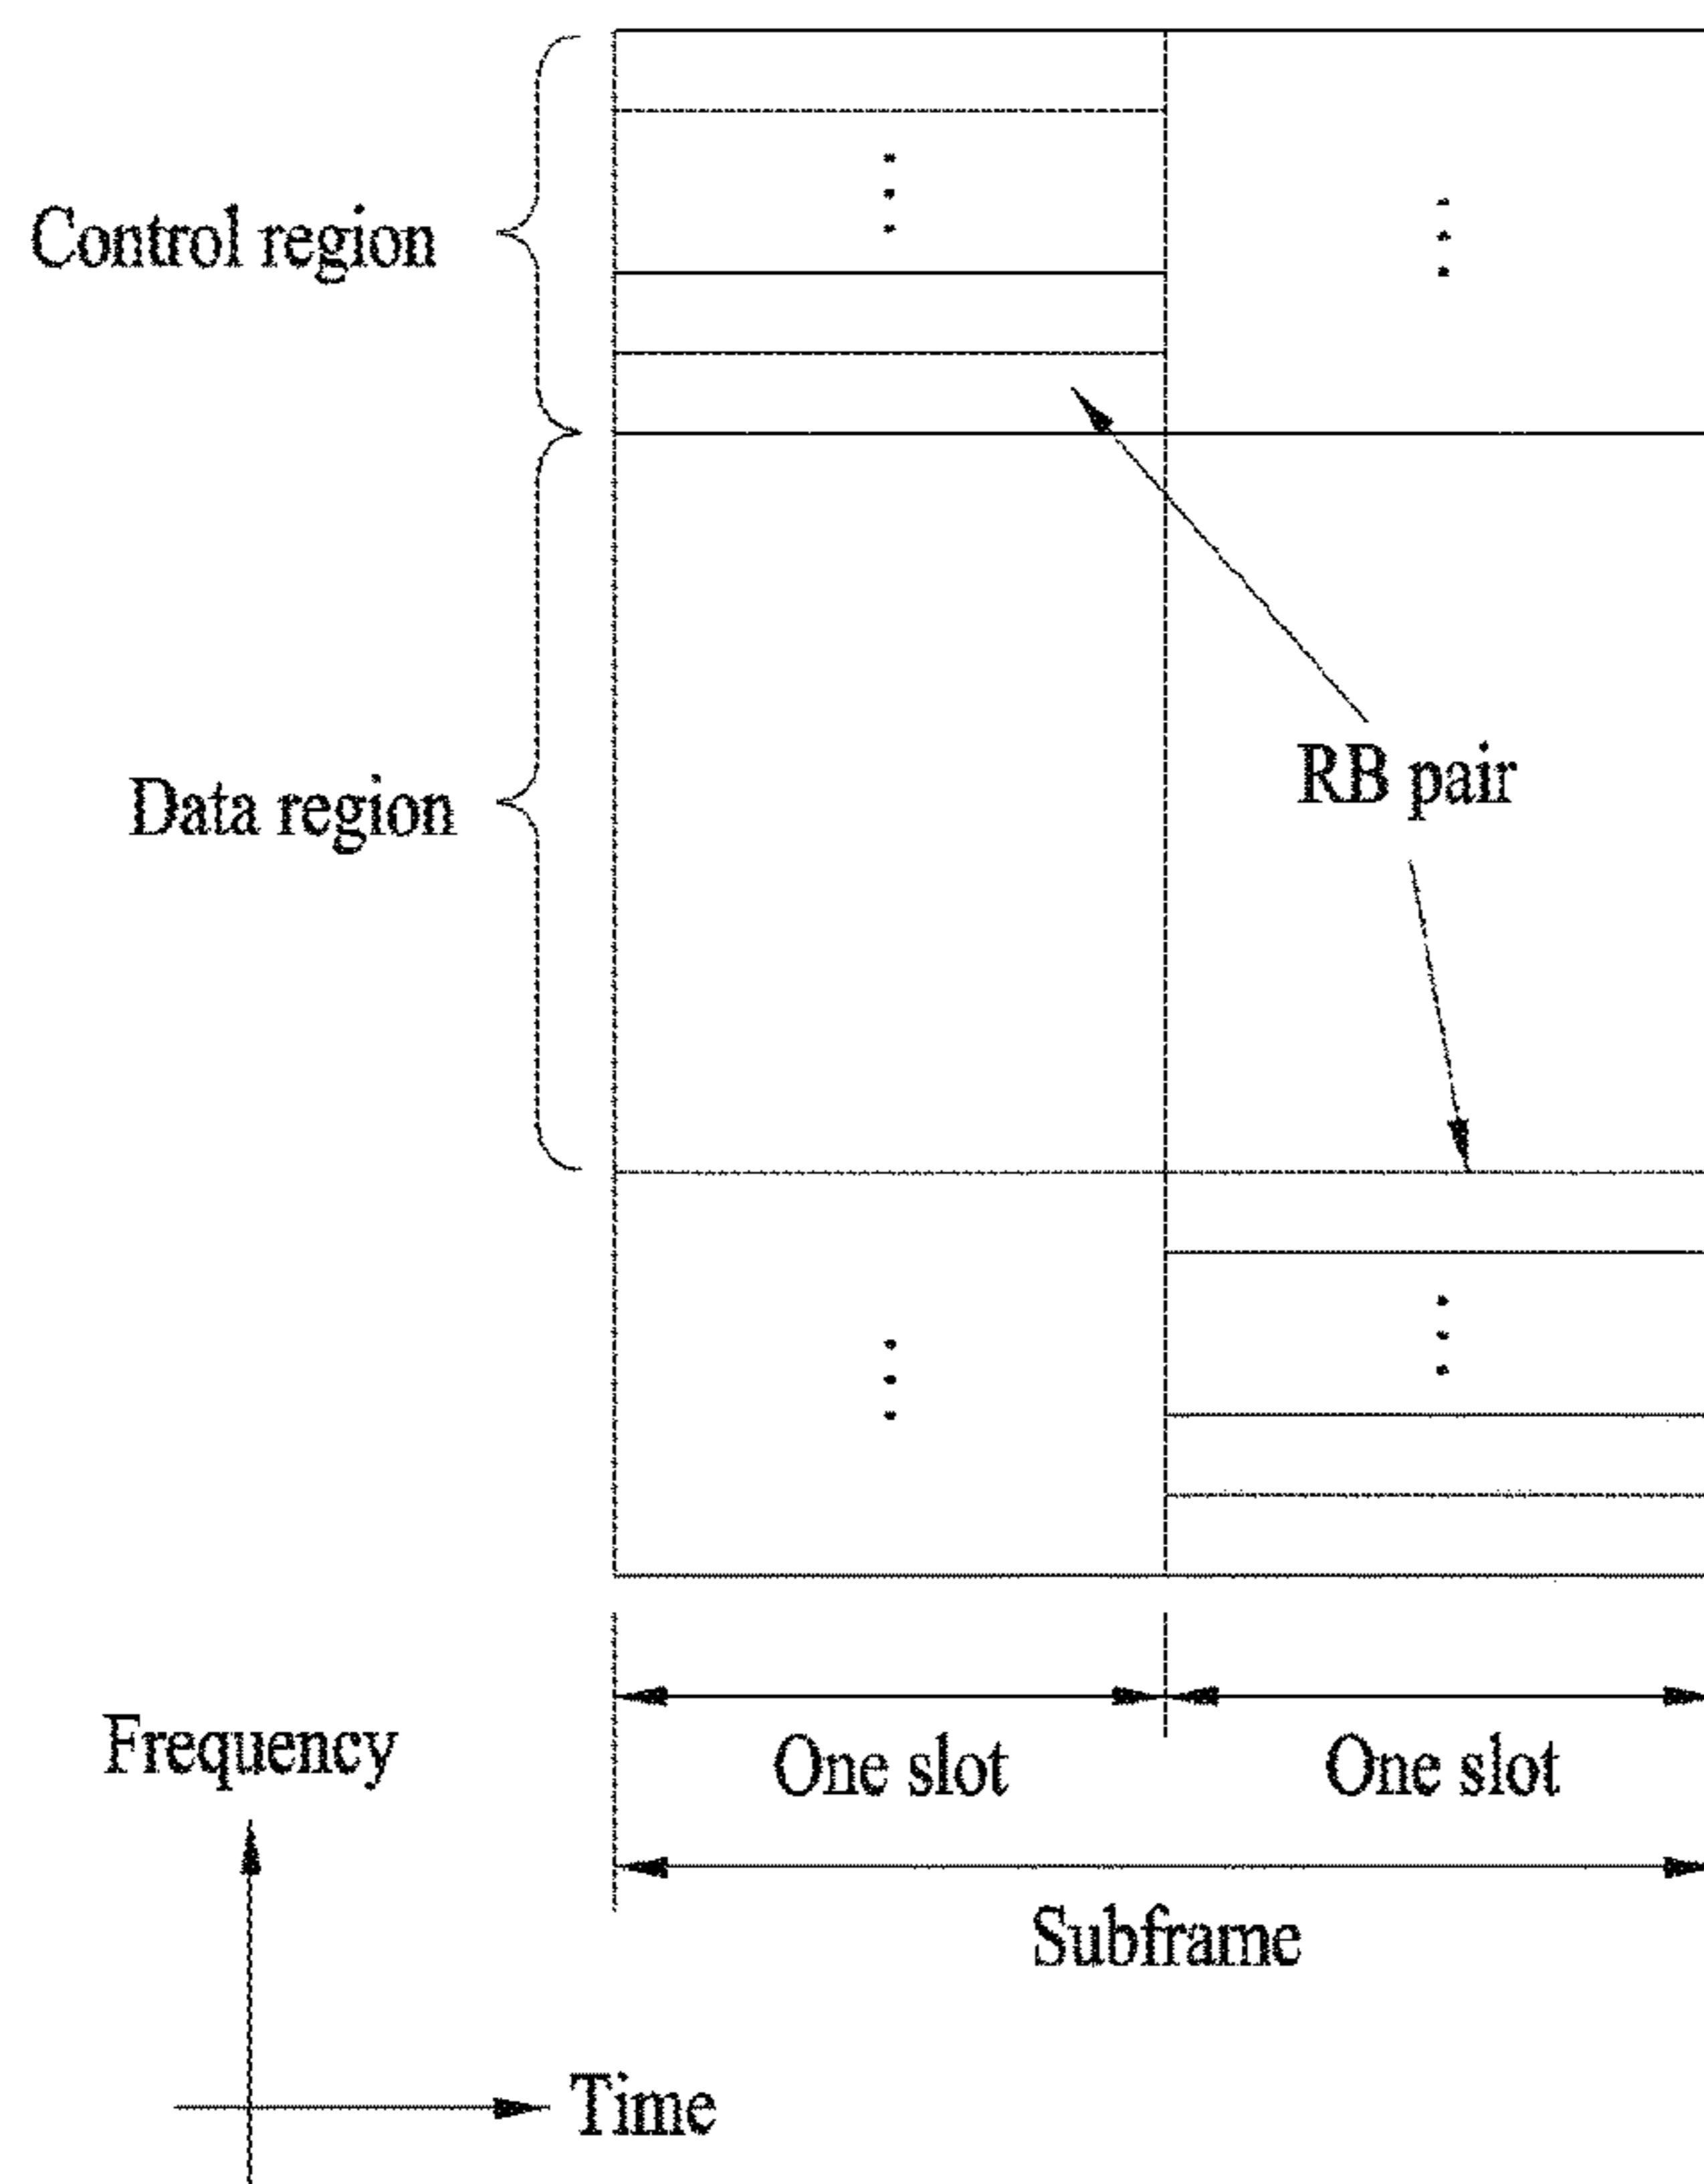 Control region
Data region
RB pair
One slot
One slot
Subframe
Frequency
Time